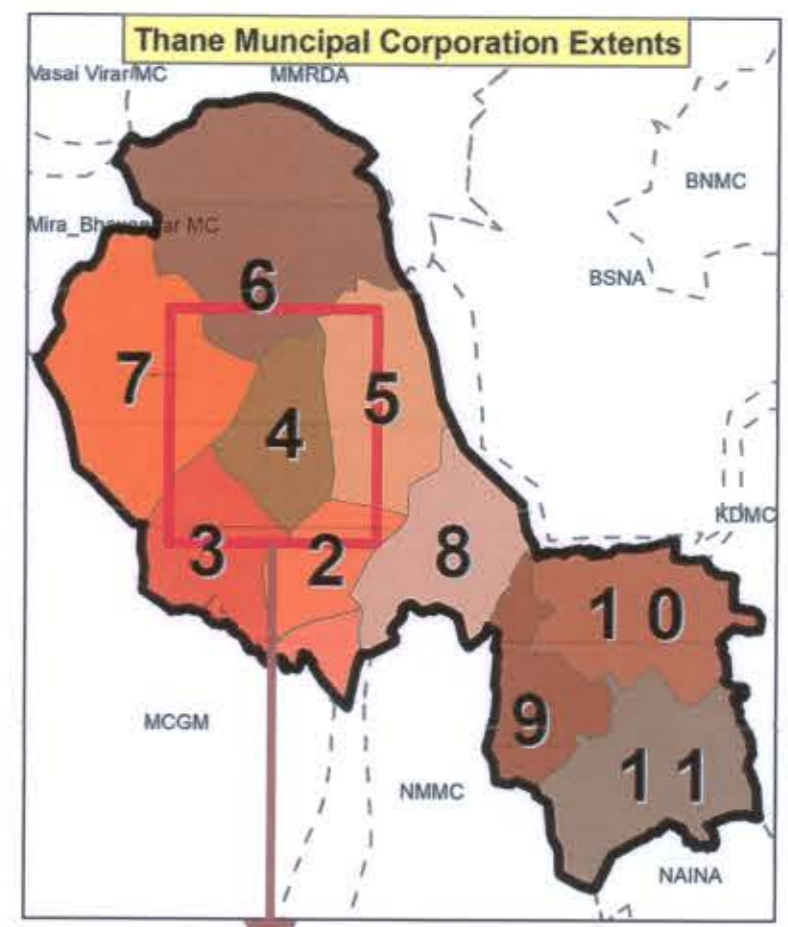 Thane Muncipal Corporation Extents
Vasai Virar MC
MMRDA
BNMC
Mira_Bhayandar MC
BSNA
6
7
5
4
KDMC
3
2
8
10
9
MCGM
11
NMMC
NAINA